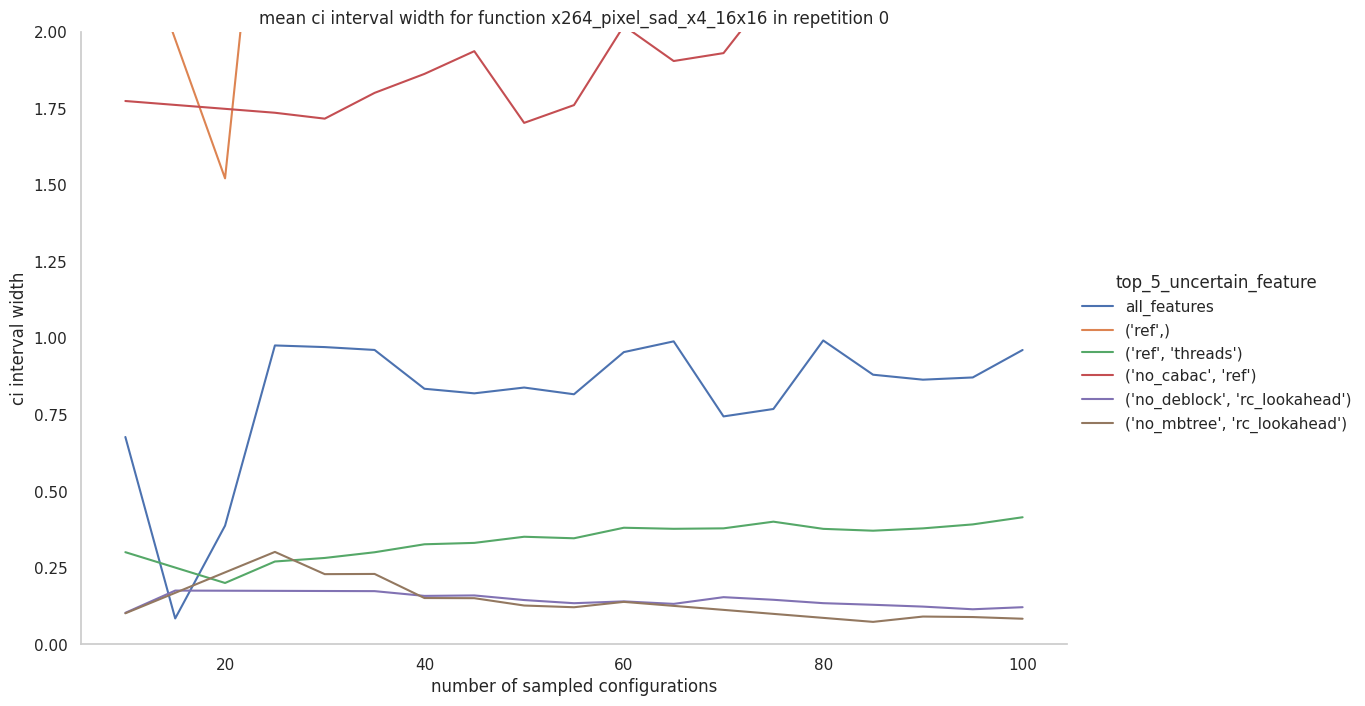 mean ci interval width for function x264_pixel_sad_x4_16x16 in repetition 0
2.00
1.75
1.50
1.25
1.00
0.75
0.50
0.25
0.00
ci interval width
20
40
60
80
100
number of sampled configurations
top_5_uncertain_feature
all_features
('ref',)
('ref', 'threads')
('no_cabac', 'ref')
('no_deblock', 'rc_lookahead')
('no_mbtree', 'rc_lookahead')